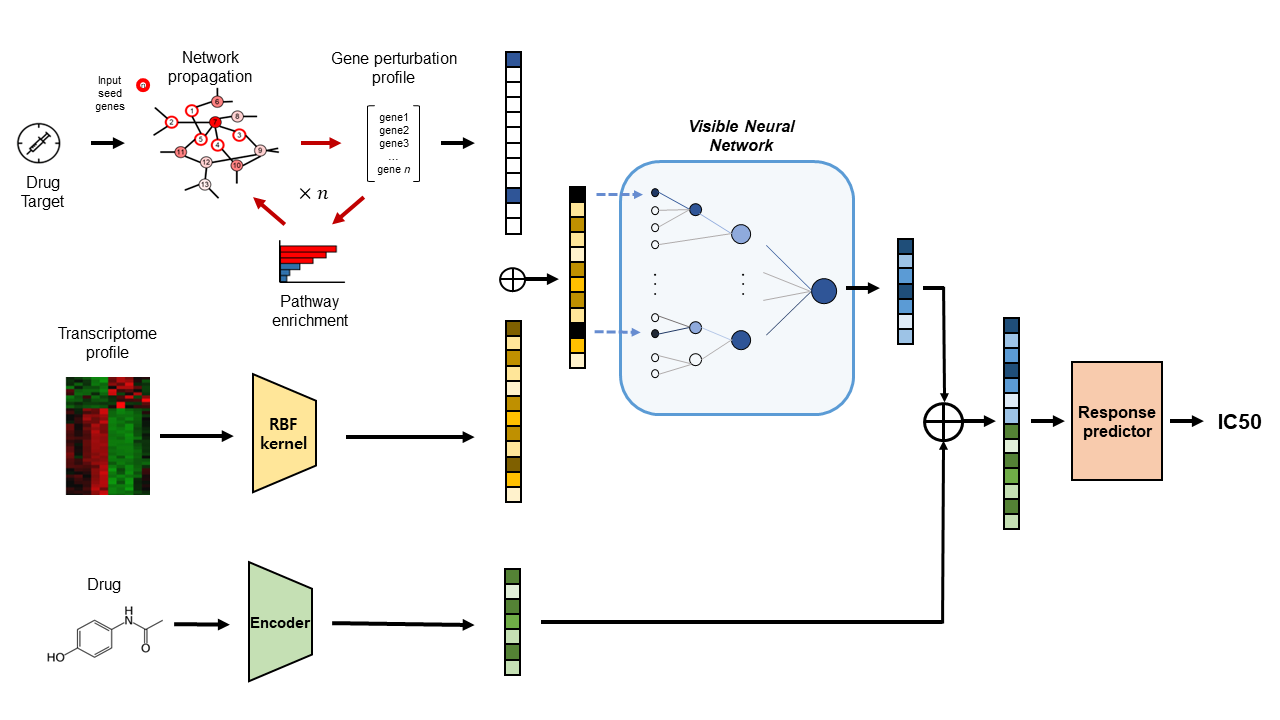 Network
propagation
Gene perturbation
profile
Input
seed
genes
n
1
2
3
4
5
6
8
9
10
11
12
13
gene1
gene2
gene3
...
gene n
Drug
Target
× n
Pathway
enrichment
Visible Neural
Network
Transcriptome
profile
RBF
kernel
Response
predictor
IC50
Drug
H
N
O
HO
Encoder